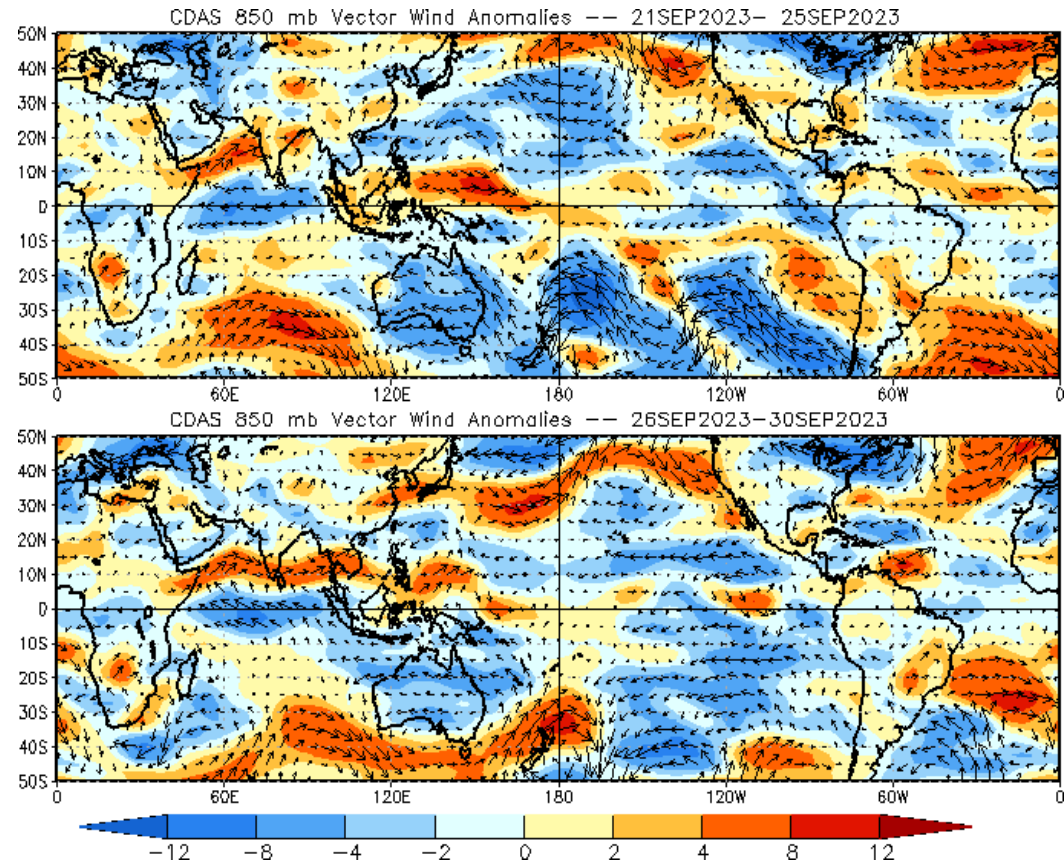 CDAS 850 mb Vector Wind Anomalies -- 21SEP2023- 25SEP2023
50N
40N
30N
20N
10N
0
10S
20S
30S
40S
50S
0 60E 120E 180 120W 60W 0
CDAS 850 mb Vector Wind Anomalies -- 26SEP2023-30SEP2023
50N
40N
30N
20N
10N
0
10S
20S
30S
40S
50S
0 60E 120E 180 120W 60W 0
-12 -8 -4 -2 0 2 4 8 12